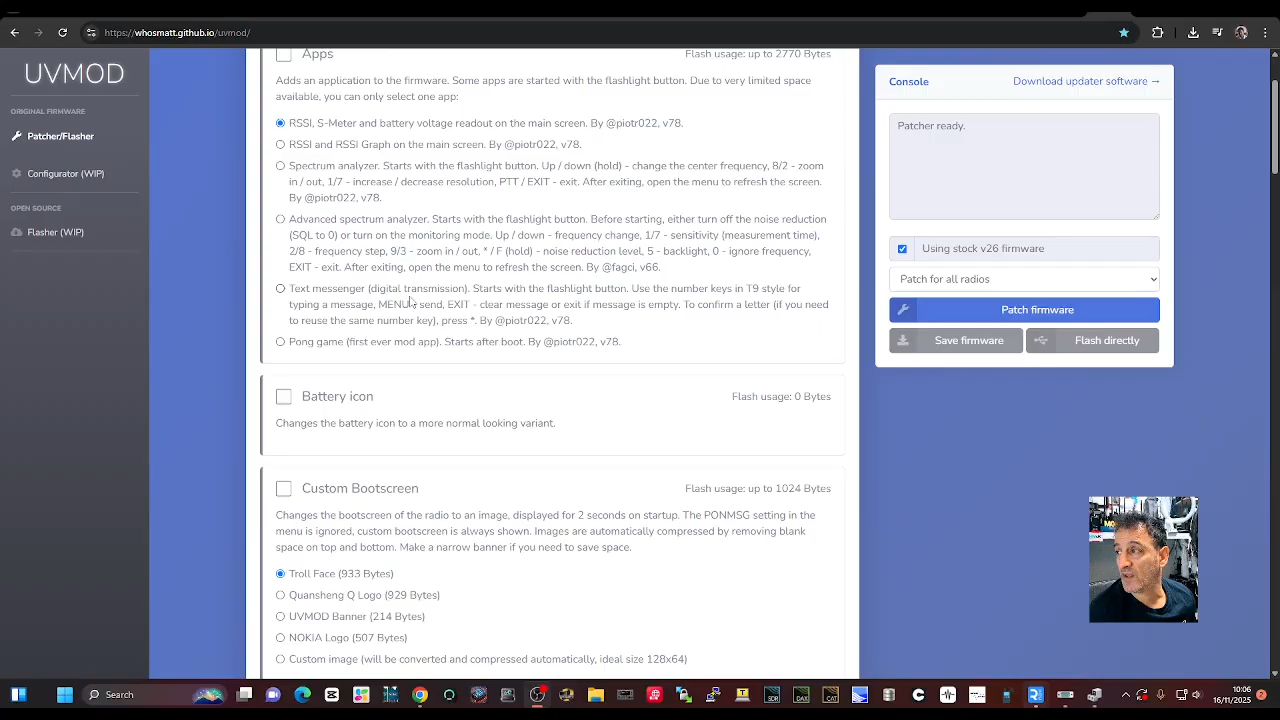 https://whosmat.github.io/uvmod/
UVMOD
ORIGINAL FIRMWARE
Patcher/Flasher
Configurator (WIP)
OPEN SOURCE
Flasher (WIP)
Apps
Flash usage: up to 2770 Bytes
Adds an application to the firmware. Some apps are started with the flashlight button. Due to very limited space
available, you can only select one app:
RSSI, S-Meter and battery voltage readout on the main screen. By @piotr022, v78.
RSSI and RSSI Graph on the main screen. By @piotr022, v78.
Spectrum analyzer. Starts with the flashlight button. Up / down (hold) - change the center frequency, 8/2 - zoom
in / out, 1/7 - increase / decrease resolution, PTT / EXIT - exit. After exiting, open the menu to refresh the screen.
By @piotr022, v78.
Advanced spectrum analyzer. Starts with the flashlight button. Before starting, either turn off the noise reduction
(SQL to 0) or turn on the monitoring mode. Up / down - frequency change, 1/7 - sensitivity (measurement time),
2/8 - frequency step, 9/3 - zoom in / out, * / F (hold) - noise reduction level, 5 - backlight, 0 - ignore frequency,
EXIT - exit. After exiting, open the menu to refresh the screen. By @fagci, v66.
Text messenger (digital transmission). Starts with the flashlight button. Use the number keys in T9 style for
typing a message, MENU - send, EXIT - clear message or exit if message is empty. To confirm a letter (if you need
to reuse the same number key), press *. By @piotr022, v78.
Pong game (first ever mod app). Starts after boot. By @piotr022, v78.
Battery icon
Flash usage: 0 Bytes
Changes the battery icon to a more normal looking variant.
Custom Bootscreen
Flash usage: up to 1024 Bytes
Changes the bootscreen of the radio to an image, displayed for 2 seconds on startup. The PONMSG setting in the
menu is ignored, custom bootscreen is always shown. Images are automatically compressed by removing blank
space on top and bottom. Make a narrow banner if you need to save space.
Troll Face (933 Bytes)
Quansheng Q Logo (929 Bytes)
UVMOD Banner (214 Bytes)
NOKIA Logo (507 Bytes)
Custom image (will be converted and compressed automatically, ideal size 128x64)
Console
Download updater software →
Patcher ready.
Using stock v26 firmware
Patch for all radios
Patch firmware
Save firmware
Flash directly
Search
SDR
DAX
CAT
10:06
16/11/2025